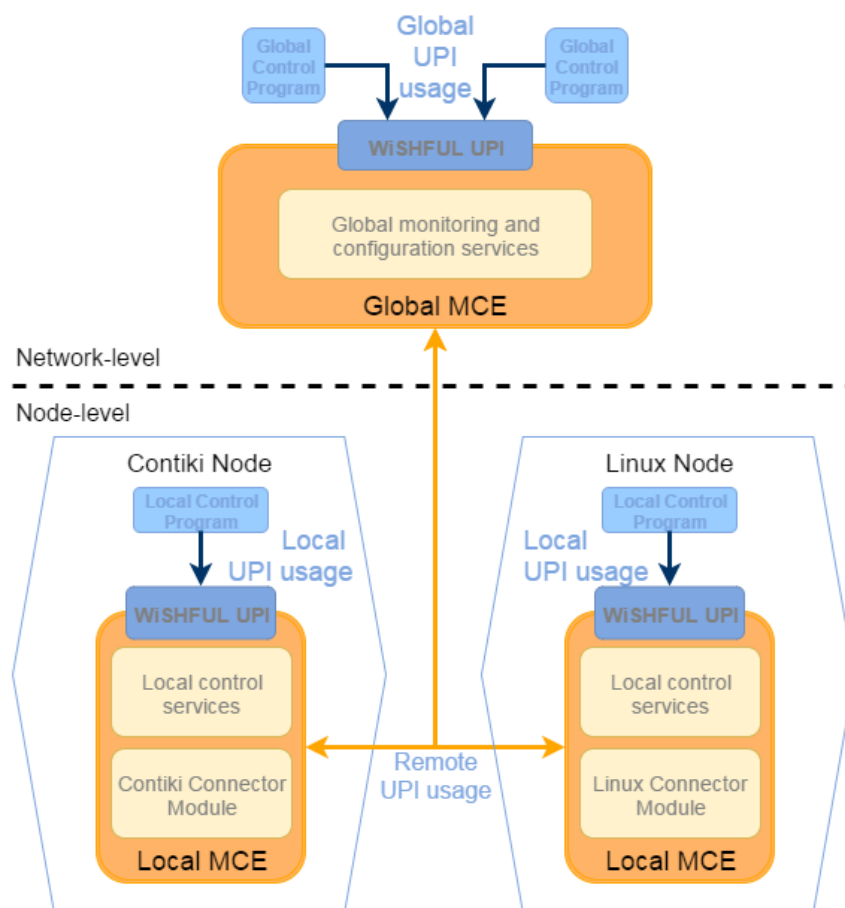 Global
Control
Program
Global
UPI
usage
Global
Control
Program
WiSHFUL UPI
Global monitoring and
configuration services
Global MCE
Network-level
Node-level
Contiki Node
Local Control
Program
Local
UPI usage
WiSHFUL UPI
Local control
services
Contiki Connector
Module
Local MCE
Remote
UPI usage
Linux Node
Local Control
Program
Local
UPI usage
WiSHFUL UPI
Local control
services
Linux Connector
Module
Local MCE